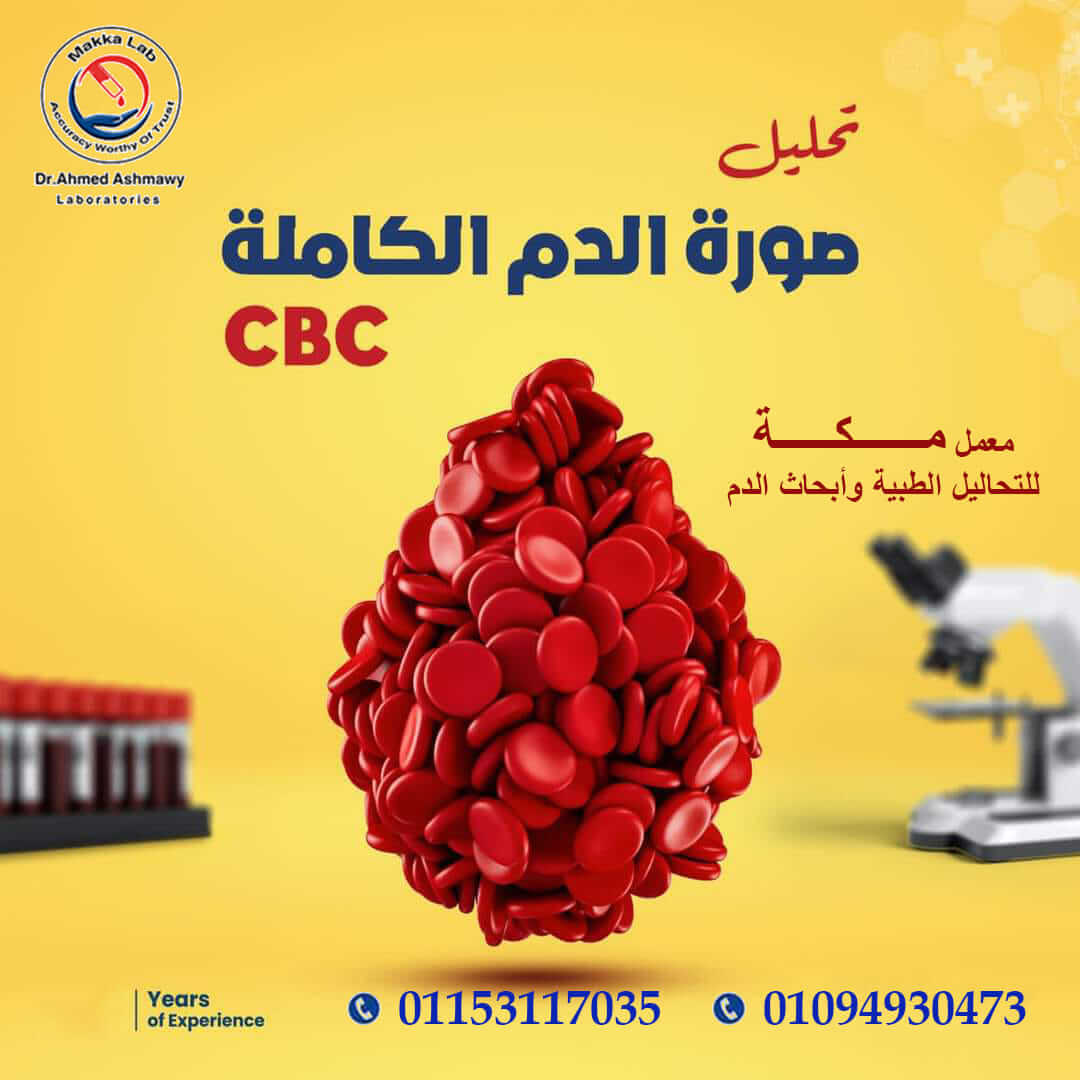 Makka Lab
Accuracy Worthy Of Trust
Dr.Ahmed Ashmawy
Laboratories
تحليل
صورة الدم الكاملة
CBC
معمل مـــكـــة
للتحاليل الطبية وأبحاث الدم
Years
of Experience
01153117035
01094930473